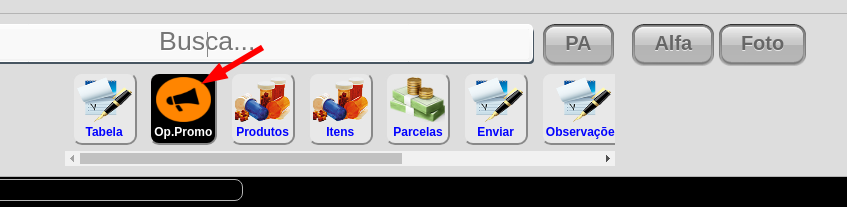 Busca...
PA
Alfa
Foto
Tabela
Op.Promo
Produtos
Itens
Parcelas
Enviar
Observaçõe